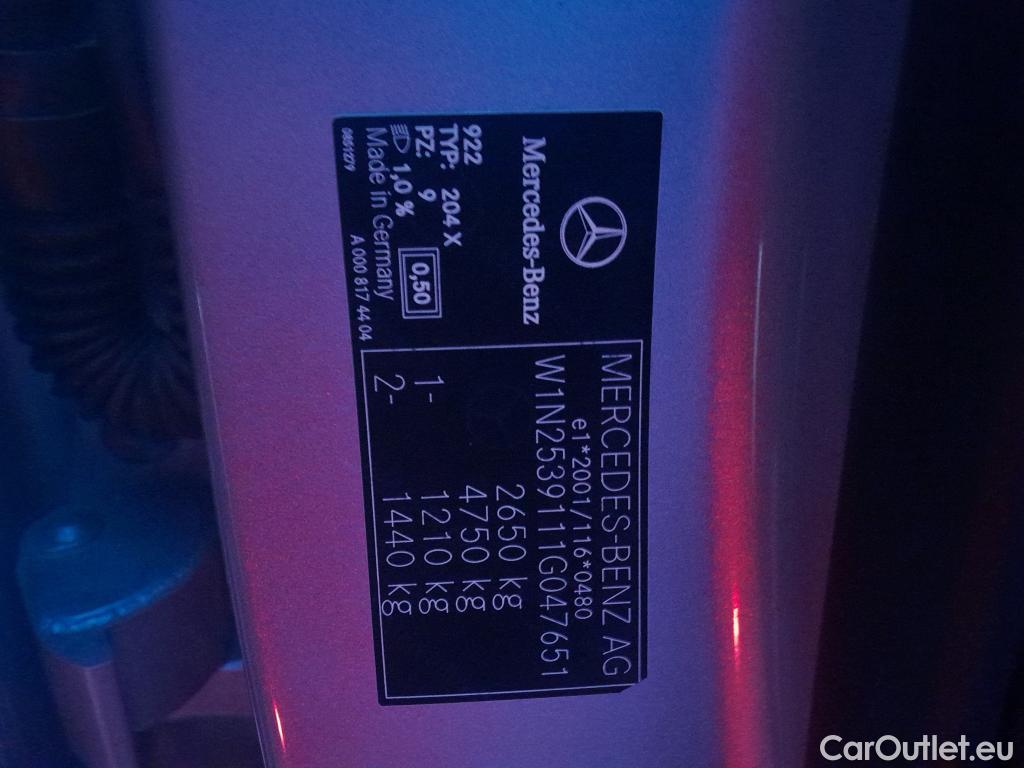 Mercedes-Benz
922
TYP: 204 X
PZ: 9
1,0 %
0,50
Made in Germany
A 000 817 44 04
MERCEDES-BENZ AG
e1*2001/116*0480
W1N2539111G047651
2650 kg
4750 kg
1- 1210 kg
2- 1440 kg
CarOutlet.eu